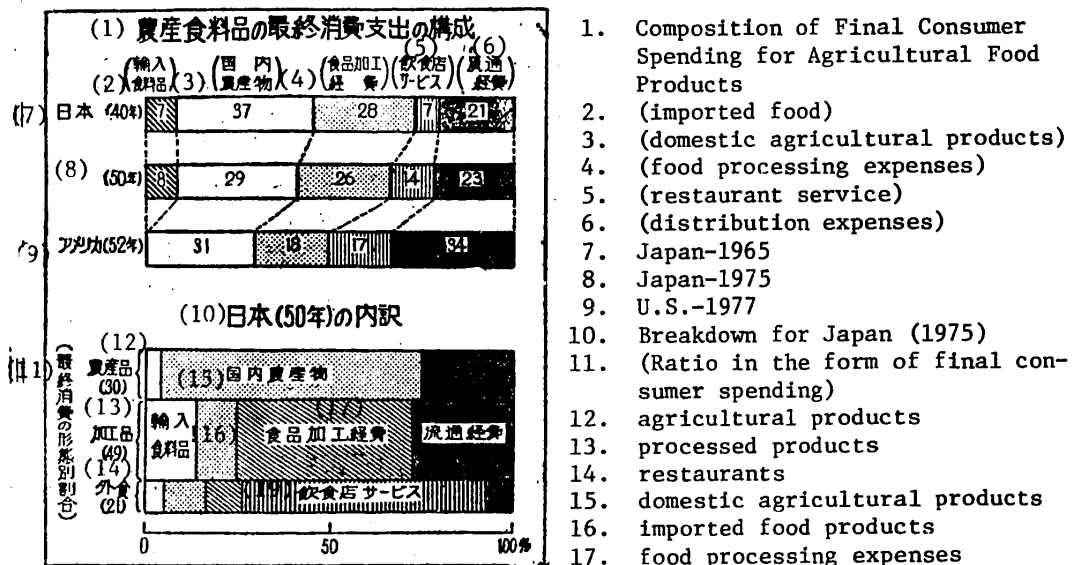 (1) 農産食料品の最終消費支出の構成
(2)(輸入食料品)(3)(国内農産物)(4)(食品加工経費)(5)(飲食店サービス)(6)(流通経費)
(7) 日本 (40年) 7 37 28 7 21
(8) (50年) 8 29 26 14 23
(9) アメリカ(52年) 31 18 17 34
(10)日本(50年)の内訳
(11) (最終消費の形態別割合)
(12) 農産品(30) (15)国内農産物
(13) 加工品(49) 輸入食料品 (16) (17) 食品加工経費 流通経費
(14) 外食(21) 飲食店サービス
0 50 100%
1. Composition of Final Consumer
Spending for Agricultural Food
Products
2. (imported food)
3. (domestic agricultural products)
4. (food processing expenses)
5. (restaurant service)
6. (distribution expenses)
7. Japan-1965
8. Japan-1975
9. U.S.-1977
10. Breakdown for Japan (1975)
11. (Ratio in the form of final con-
sumer spending)
12. agricultural products
13. processed products
14. restaurants
15. domestic agricultural products
16. imported food products
17. food processing expenses